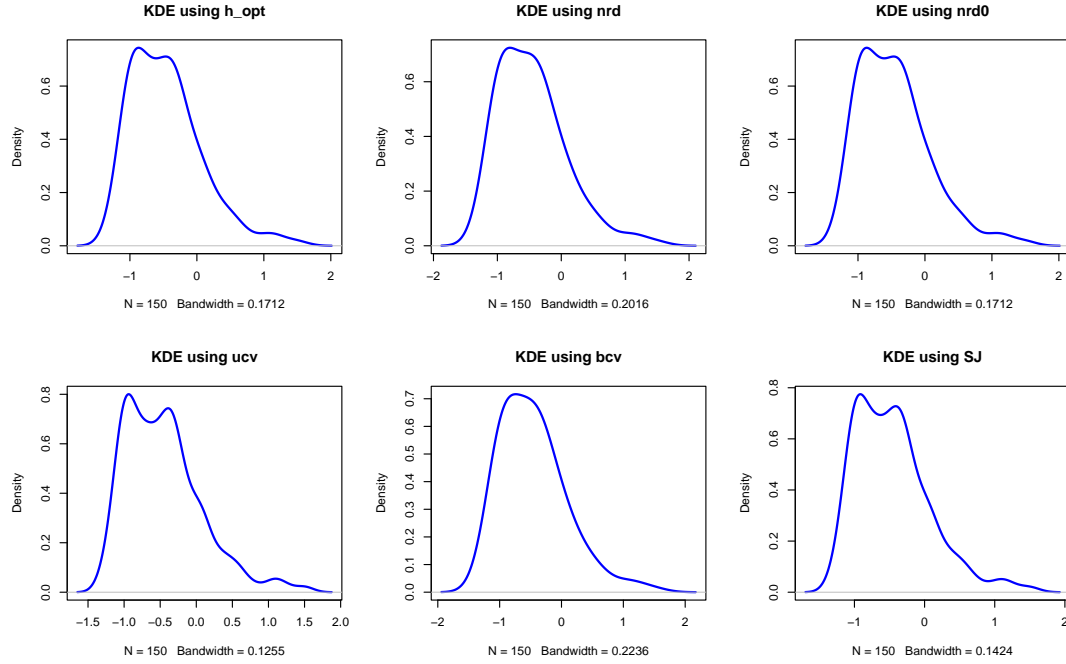 KDE using h_opt
Density
0.0 0.2 0.4 0.6
−1 0 1 2
N = 150 Bandwidth = 0.1712
KDE using nrd
Density
0.0 0.2 0.4 0.6
−2 −1 0 1 2
N = 150 Bandwidth = 0.2016
KDE using nrd0
Density
0.0 0.2 0.4 0.6
−1 0 1 2
N = 150 Bandwidth = 0.1712
KDE using ucv
Density
0.0 0.2 0.4 0.6 0.8
−1.5 −1.0 −0.5 0.0 0.5 1.0 1.5 2.0
N = 150 Bandwidth = 0.1255
KDE using bcv
Density
0.0 0.1 0.2 0.3 0.4 0.5 0.6 0.7
−2 −1 0 1 2
N = 150 Bandwidth = 0.2236
KDE using SJ
Density
0.0 0.2 0.4 0.6 0.8
−1 0 1 2
N = 150 Bandwidth = 0.1424